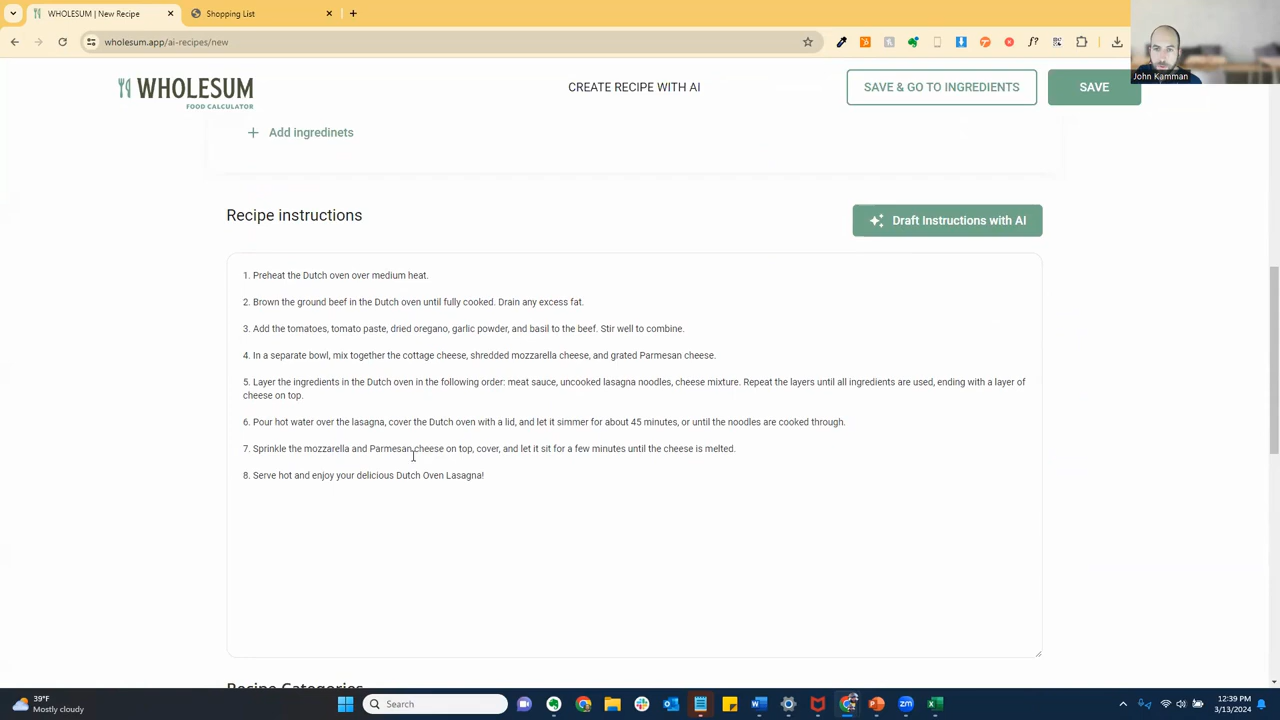 WHOLESUM | New Recipe
Shopping List
wholesum.app/ai-recipes/new
John Kamman
WHOLESUM
FOOD CALCULATOR
CREATE RECIPE WITH AI
SAVE & GO TO INGREDIENTS
SAVE
Add ingredinets
Recipe instructions
Draft Instructions with AI
1. Preheat the Dutch oven over medium heat.
2. Brown the ground beef in the Dutch oven until fully cooked. Drain any excess fat.
3. Add the tomatoes, tomato paste, dried oregano, garlic powder, and basil to the beef. Stir well to combine.
4. In a separate bowl, mix together the cottage cheese, shredded mozzarella cheese, and grated Parmesan cheese.
5. Layer the ingredients in the Dutch oven in the following order: meat sauce, uncooked lasagna noodles, cheese mixture. Repeat the layers until all ingredients are used, ending with a layer of
cheese on top.
6. Pour hot water over the lasagna, cover the Dutch oven with a lid, and let it simmer for about 45 minutes, or until the noodles are cooked through.
7. Sprinkle the mozzarella and Parmesan cheese on top, cover, and let it sit for a few minutes until the cheese is melted.
8. Serve hot and enjoy your delicious Dutch Oven Lasagna!
Recipe Categories
39°F
Mostly cloudy
Search
12:39 PM
3/13/2024